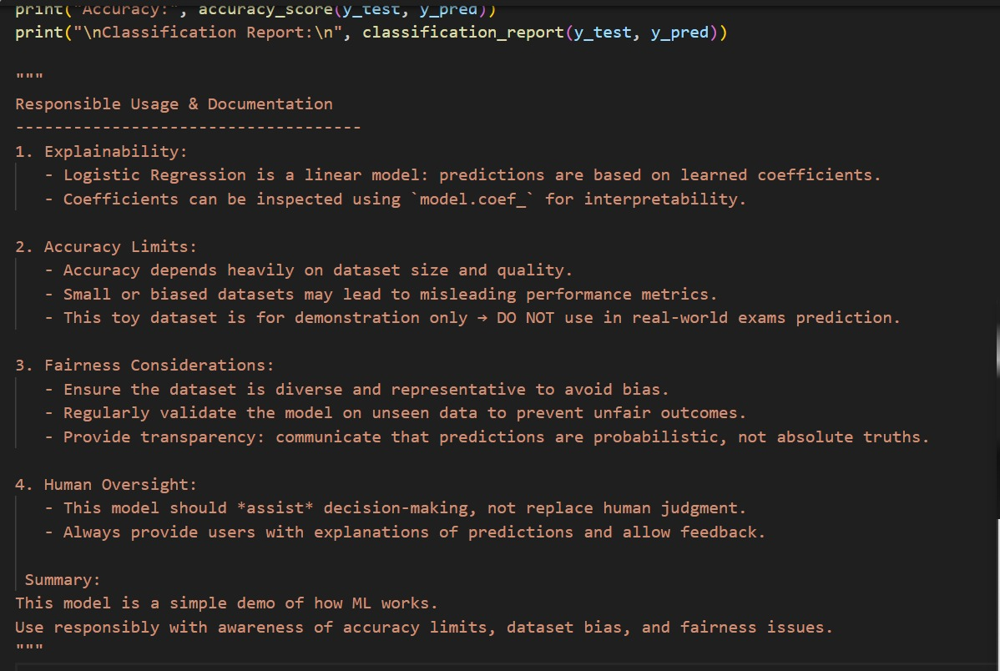 print("Accuracy:", accuracy_score(y_test, y_pred))
print("\nClassification Report:\n", classification_report(y_test, y_pred))
"""
Responsible Usage & Documentation
------------------------------------
1. Explainability:
- Logistic Regression is a linear model: predictions are based on learned coefficients.
- Coefficients can be inspected using `model.coef_` for interpretability.
2. Accuracy Limits:
- Accuracy depends heavily on dataset size and quality.
- Small or biased datasets may lead to misleading performance metrics.
- This toy dataset is for demonstration only → DO NOT use in real-world exams prediction.
3. Fairness Considerations:
- Ensure the dataset is diverse and representative to avoid bias.
- Regularly validate the model on unseen data to prevent unfair outcomes.
- Provide transparency: communicate that predictions are probabilistic, not absolute truths.
4. Human Oversight:
- This model should *assist* decision-making, not replace human judgment.
- Always provide users with explanations of predictions and allow feedback.
Summary:
This model is a simple demo of how ML works.
Use responsibly with awareness of accuracy limits, dataset bias, and fairness issues.
"""